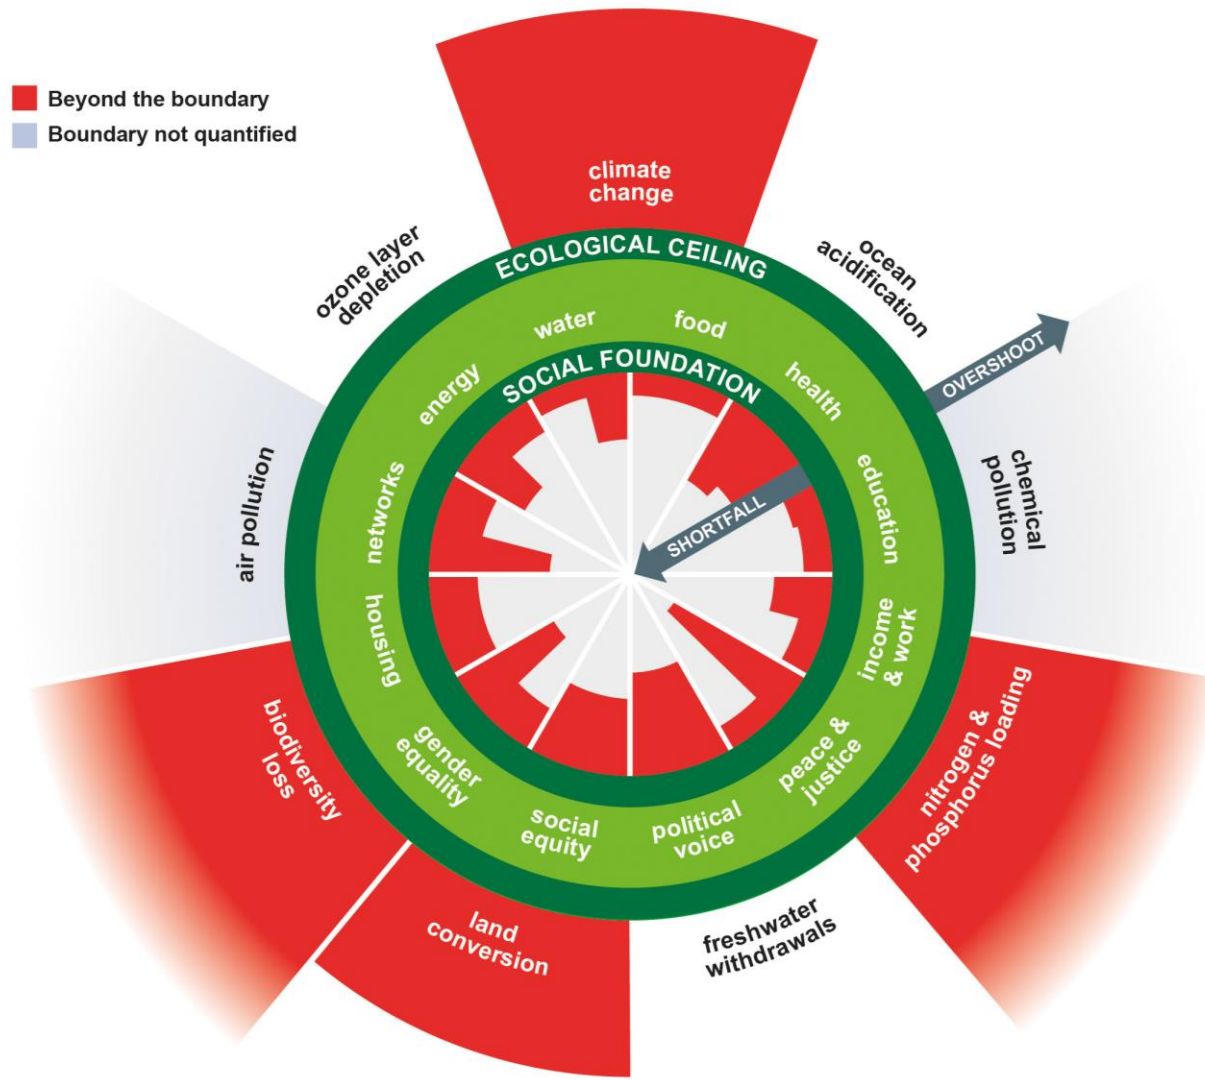 Beyond the boundary
Boundary not quantified
climate
change
ozone layer
depletion
ECOLOGICAL CEILING
ocean
acidification
OVERSHOOT
water
food
energy
SOCIAL FOUNDATION
health
SHORTFALL
air pollution
networks
education
chemical
pollution
housing
income
& work
biodiversity
loss
gender
equality
social
equity
political
voice
peace &
justice
nitrogen &
phosphorus loading
land
conversion
freshwater
withdrawals